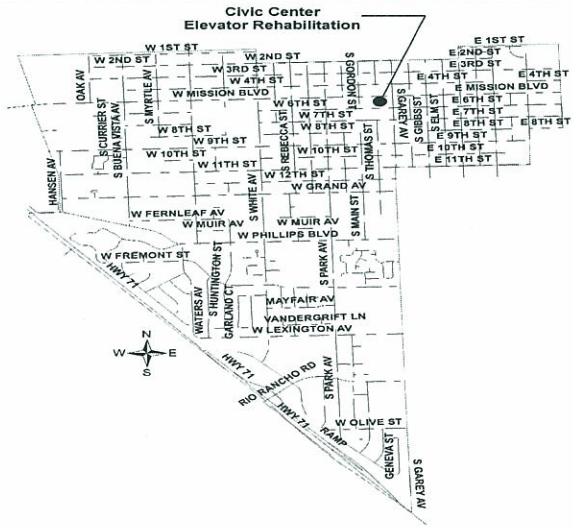 Civic Center
Elevator Rehabilitation
E 1ST ST
W 1ST ST
E 2ND ST
W 2ND ST
W 2ND ST
E 3RD ST
W 3RD ST
E 4TH ST
E 4TH ST
W 4TH ST
OAK AV
S MYRTLE AV
S GORDON ST
E MISSION BLVD
W MISSION BLVD
S CURRIER ST
S BUENA VISTA AV
S REBECCA ST
W 6TH ST
E 6TH ST
S GAREY AV
S GIBBS ST
S ELM ST
W 7TH ST
E 7TH ST
W 8TH ST
W 8TH ST
E 8TH ST
E 8TH ST
S THOMAS ST
W 9TH ST
E 9TH ST
W 10TH ST
W 10TH ST
E 10TH ST
W 11TH ST
E 11TH ST
W 12TH ST
HANSEN AV
S WHITE AV
W GRAND AV
S MAIN ST
W FERNLEAF AV
W MUIR AV
W MUIR AV
W PHILLIPS BLVD
W FREMONT ST
HWY 71
WATERS AV
S HUNTINGTON ST
GARLAND CT
S PARK AV
MAYFAIR AV
VANDERGRIFT LN
W LEXINGTON AV
N
W E
S
HWY 71
RIO RANCHO RD
S PARK AV
HWY 71
RAMP
W OLIVE ST
GENEVA ST
S GAREY AV